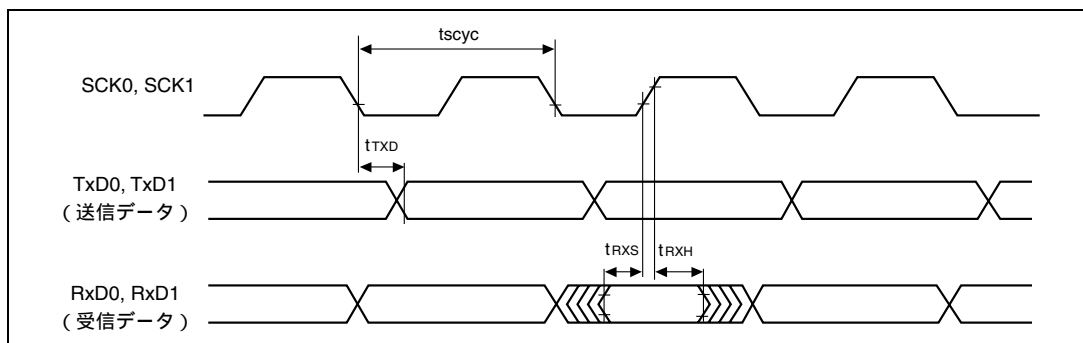 tscyc
SCK0, SCK1
tTXD
TxD0, TxD1
（送信データ）
tRXS
tRXH
RxD0, RxD1
（受信データ）